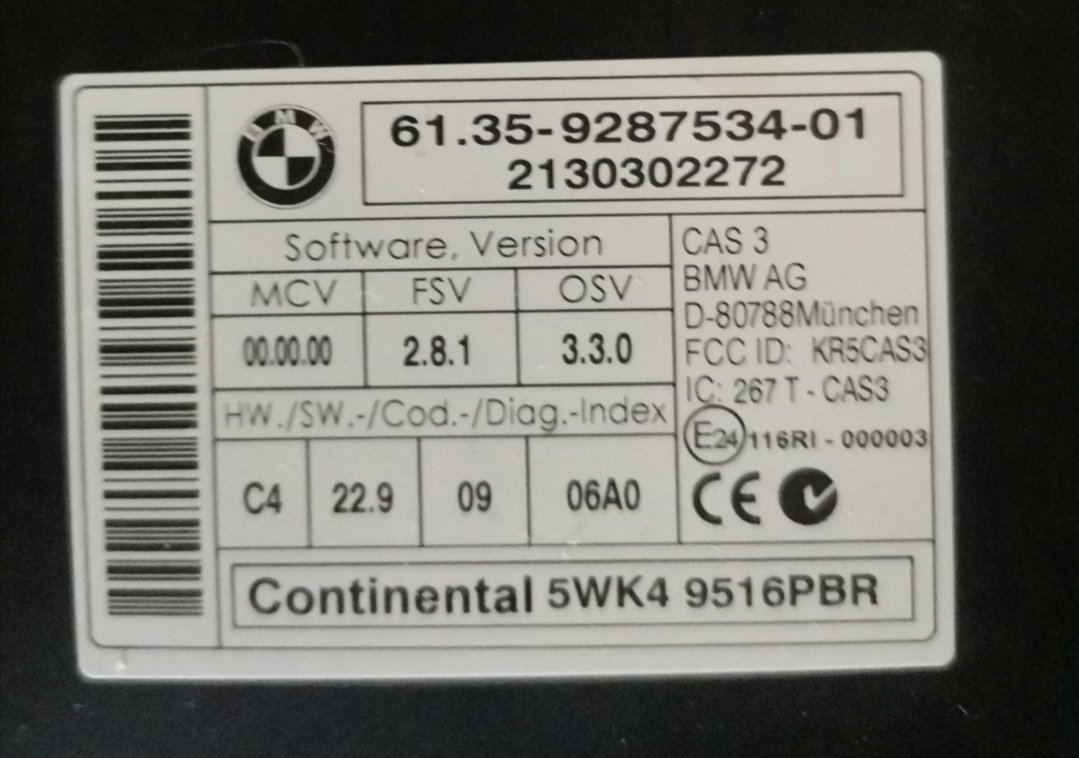 BMW
61.35-9287534-01
2130302272
Software, Version
MCV FSV OSV
00.00.00 2.8.1 3.3.0
HW./SW.-/Cod.-/Diag.-Index
C4 22.9 09 06A0
CAS 3
BMW AG
D-80788München
FCC ID: KR5CAS3
IC: 267 T - CAS3
E24 116RI - 000003
CE
Continental 5WK4 9516PBR